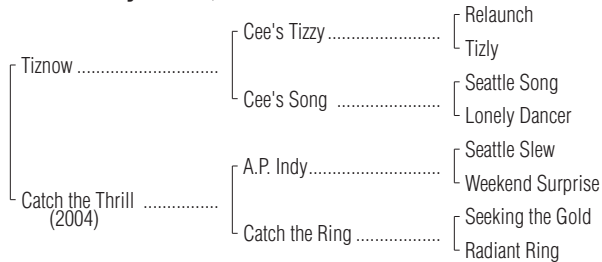 Relaunch
Cee's Tizzy ........................
Tizly
Tiznow ..............................
Seattle Song
Cee's Song ......................
Lonely Dancer
Seattle Slew
A.P. Indy............................
Weekend Surprise
Catch the Thrill ................
(2004)
Seeking the Gold
Catch the Ring ..................
Radiant Ring